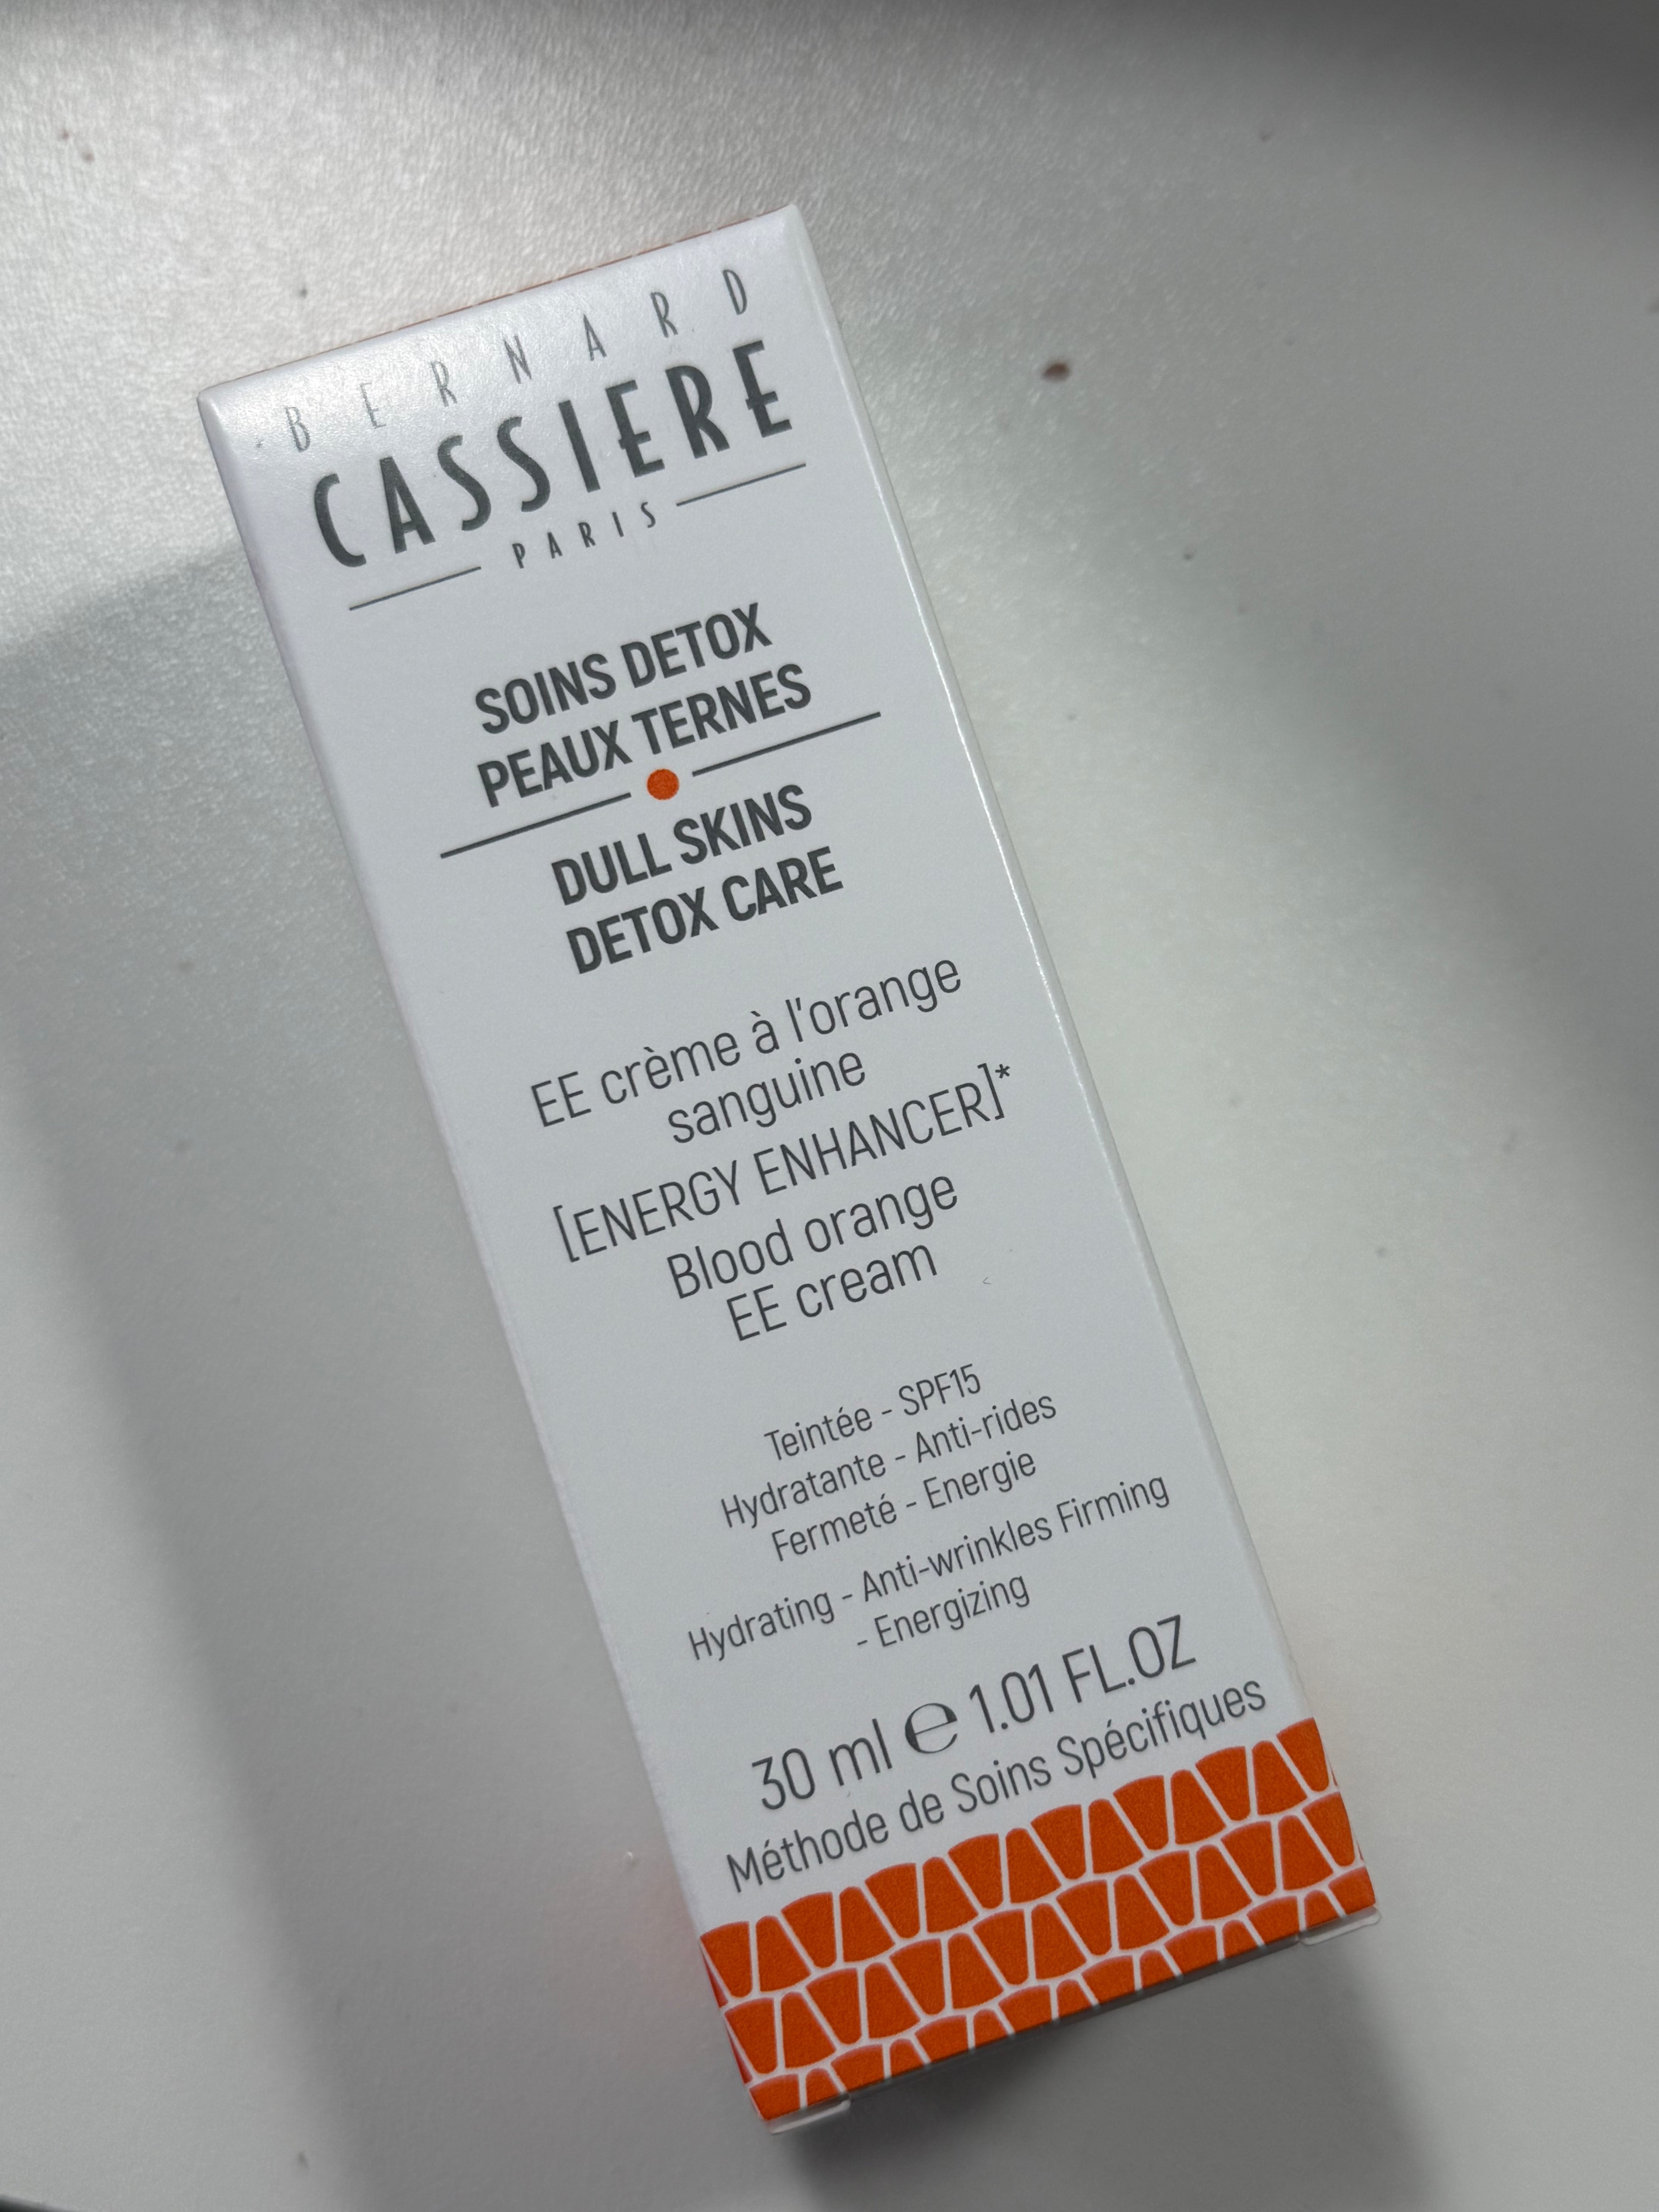 BERNARD
CASSIERE
PARIS
SOINS DETOX
PEAUX TERNES
DULL SKINS
DETOX CARE
EE crème à l'orange
sanguine
[ENERGY ENHANCER]*
Blood orange
EE cream
Teintée - SPF15
Hydratante - Anti-rides
Fermeté - Energie
Hydrating - Anti-wrinkles Firming
- Energizing
30 ml ℮ 1.01 FL.OZ
Méthode de Soins Spécifiques